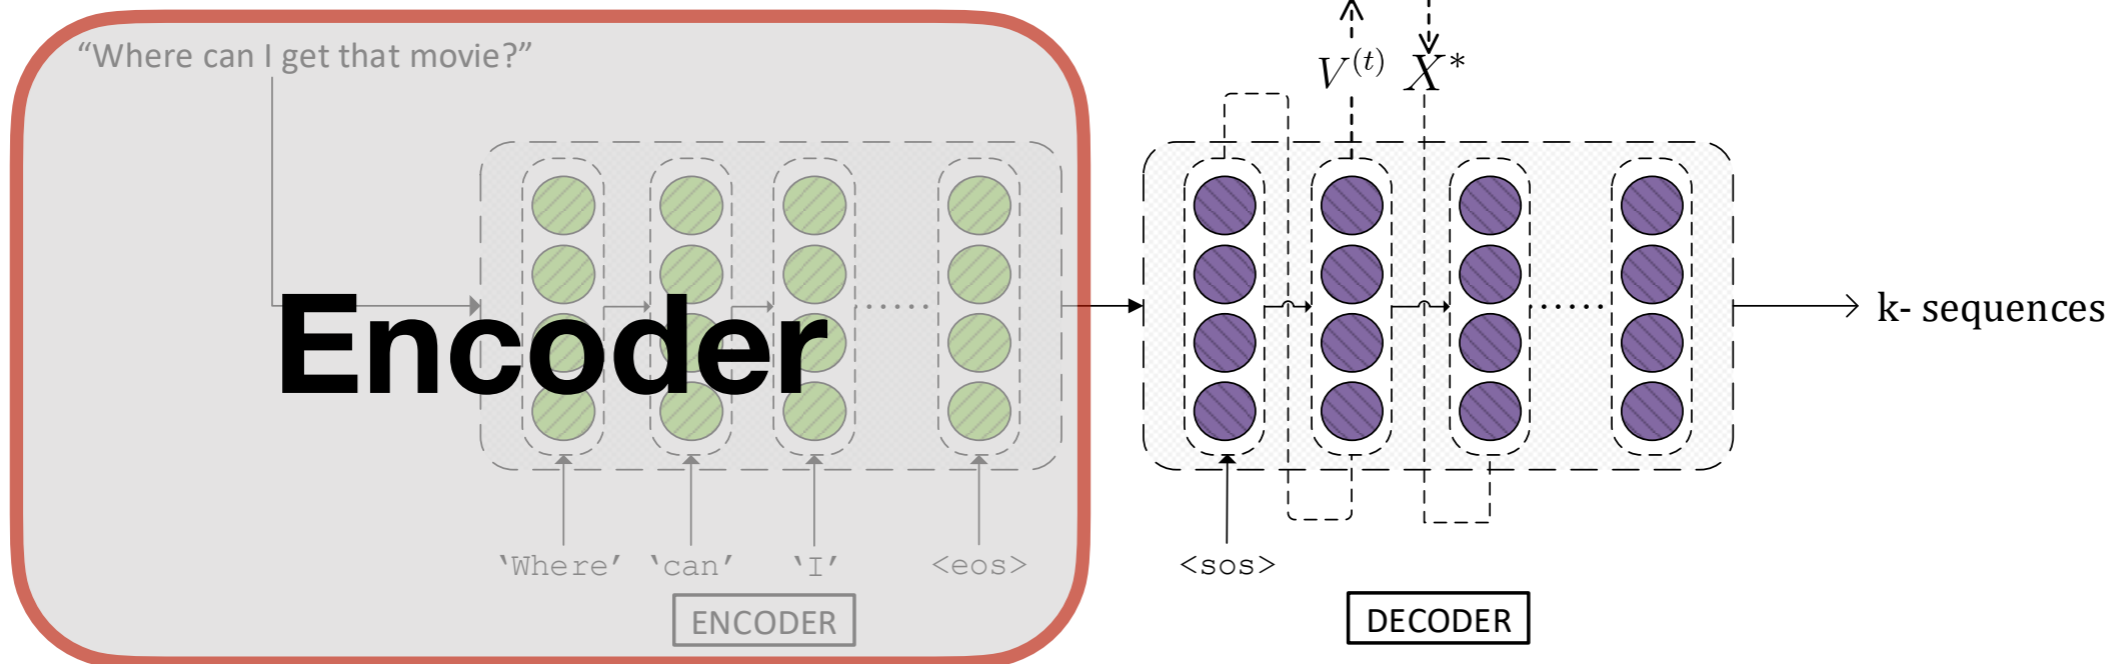 “Where can I get that movie?”
V^{(t)} X^*
Encoder
k- sequences
‘Where’ ‘can’ ‘I’ <eos> <sos>
ENCODER
DECODER